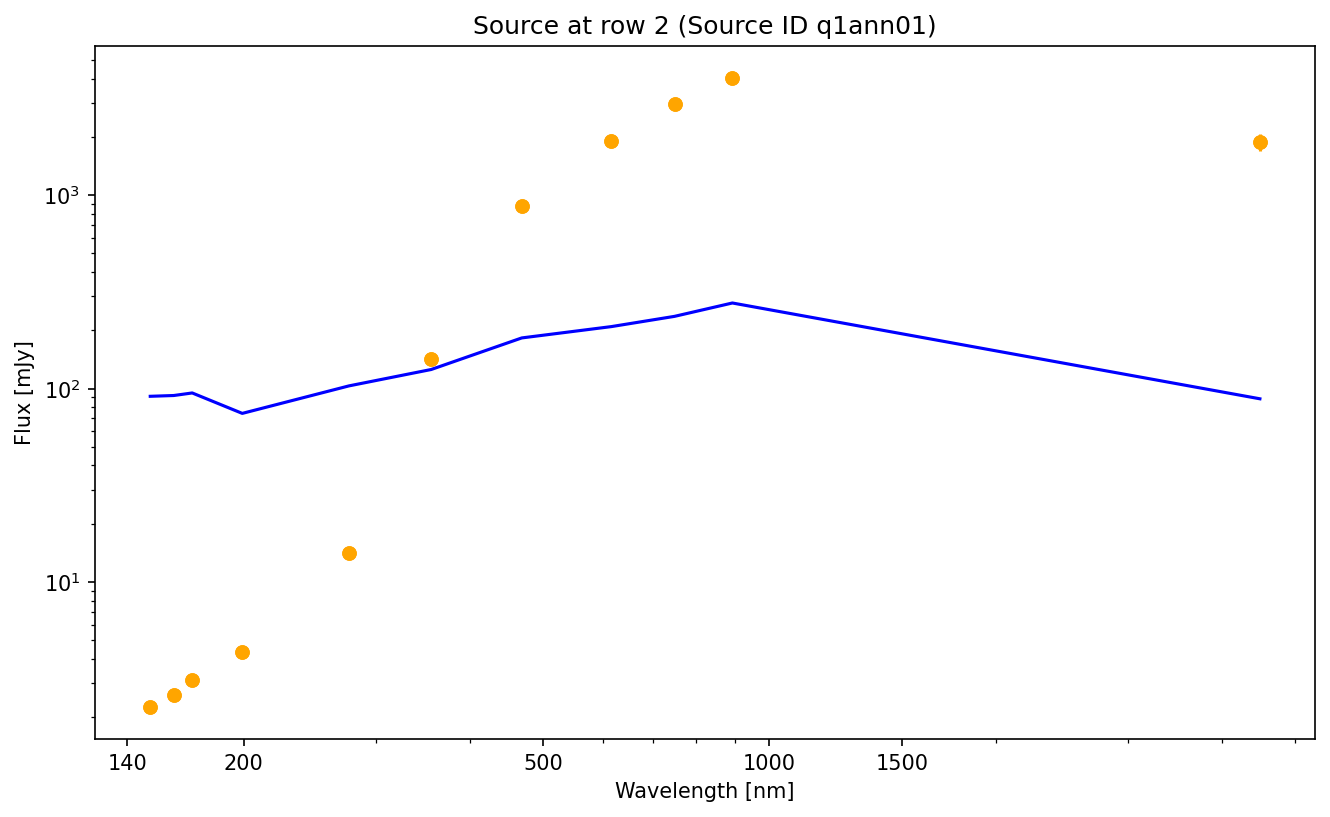 Source at row 2 (Source ID q1ann01)
Flux [mJy]
10³
10²
10¹
140 200 500 1000 1500
Wavelength [nm]